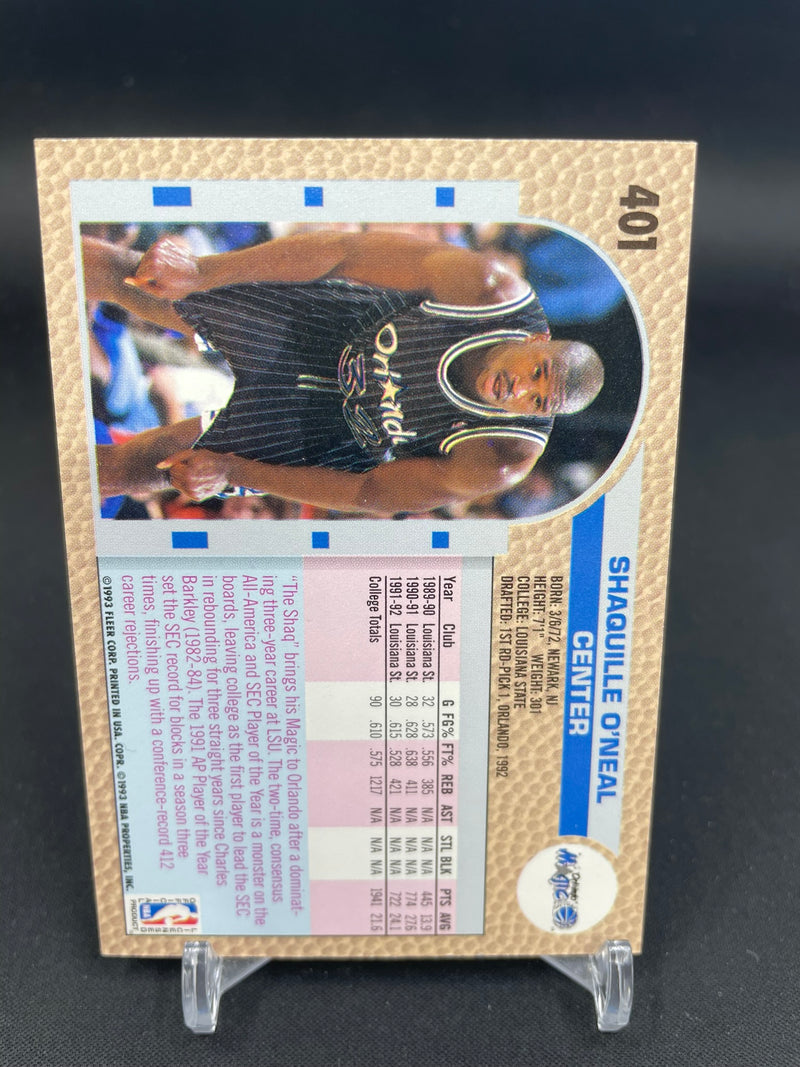 401
SHAQUILLE O'NEAL
CENTER
BORN: 3/6/72, NEWARK, NJ
HEIGHT: 7'1" WEIGHT: 301
COLLEGE: LOUISIANA STATE
DRAFTED: 1ST RD-PICK 1, ORLANDO, 1992
Orlando
Magic
Orlando
32
Year Club G FG% FT% REB AST STL BLK PTS AVG
1989-90 Louisiana St. 32 .573 .556 385 N/A N/A N/A 445 13.9
1990-91 Louisiana St. 28 .628 .638 411 N/A N/A N/A 774 27.6
1991-92 Louisiana St. 30 .615 .528 421 N/A N/A N/A 722 24.1
College Totals 90 .610 .575 1217 N/A N/A N/A 1941 21.6
"The Shaq" brings his Magic to Orlando after a dominat-
ing three-year career at LSU. The two-time, consensus
All-America and SEC Player of the Year is a monster on the
boards, leaving college as the first player to lead the SEC
in rebounding for three straight years since Charles
Barkley (1982-84). The 1991 AP Player of the Year
set the SEC record for blocks in a season three
times, finishing up with a conference-record 412
career rejections.
©1993 FLEER CORP. PRINTED IN USA. COPR. ©1993 NBA PROPERTIES, INC.
OFFICIAL
LICENSED
NBA
PRODUCT